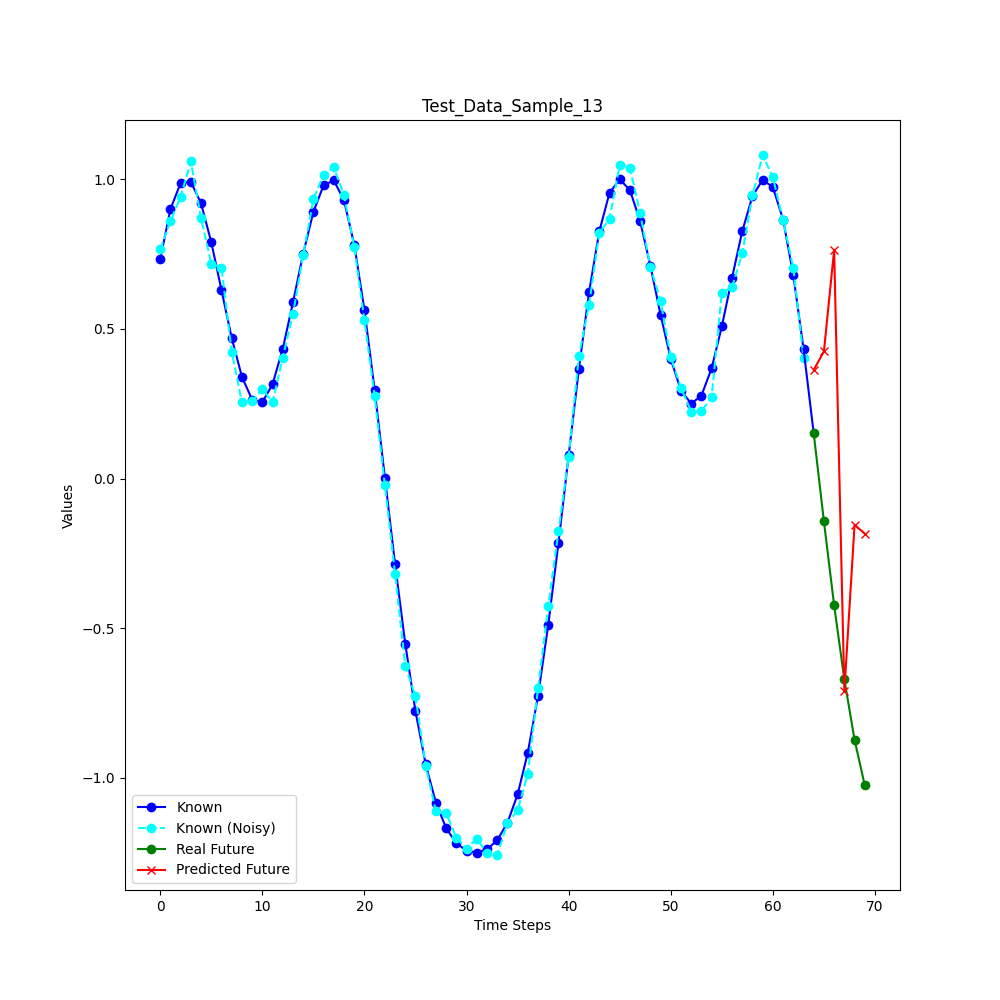 Test_Data_Sample_13
1.0
0.5
0.0
−0.5
−1.0
Values
Known
Known (Noisy)
Real Future
Predicted Future
0 10 20 30 40 50 60 70
Time Steps